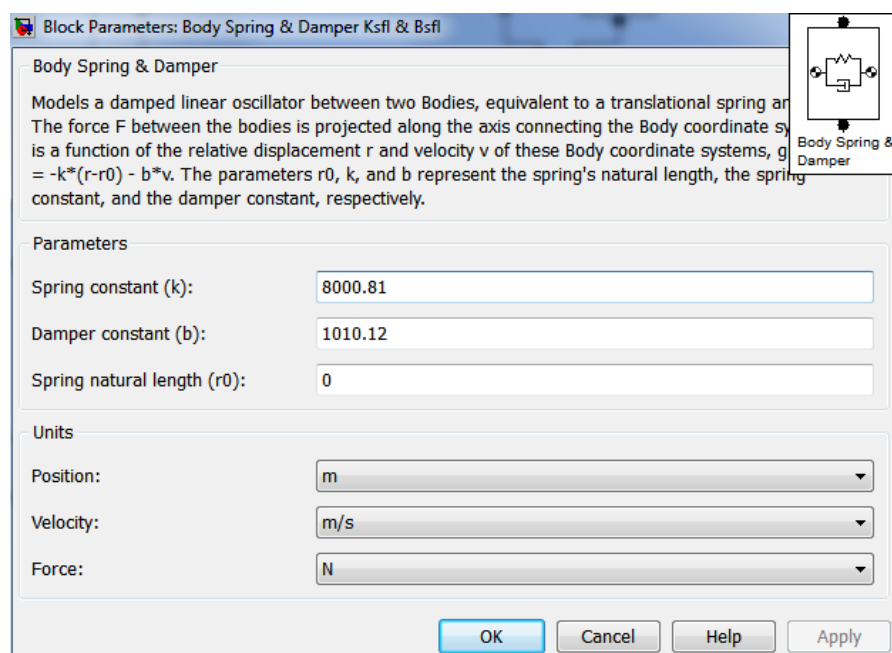 Block Parameters: Body Spring & Damper Ksfl & Bsfl
Body Spring & Damper
Models a damped linear oscillator between two Bodies, equivalent to a translational spring
The force F between the bodies is projected along the axis connecting the Body coordinate
is a function of the relative displacement r and velocity v of these Body coordinate systems,
= -k*(r-r0) - b*v. The parameters r0, k, and b represent the spring's natural length, the spring
constant, and the damper constant, respectively.
Body Spring &
Damper
Parameters
Spring constant (k): 8000.81
Damper constant (b): 1010.12
Spring natural length (r0): 0
Units
Position: m
Velocity: m/s
Force: N
OK Cancel Help Apply